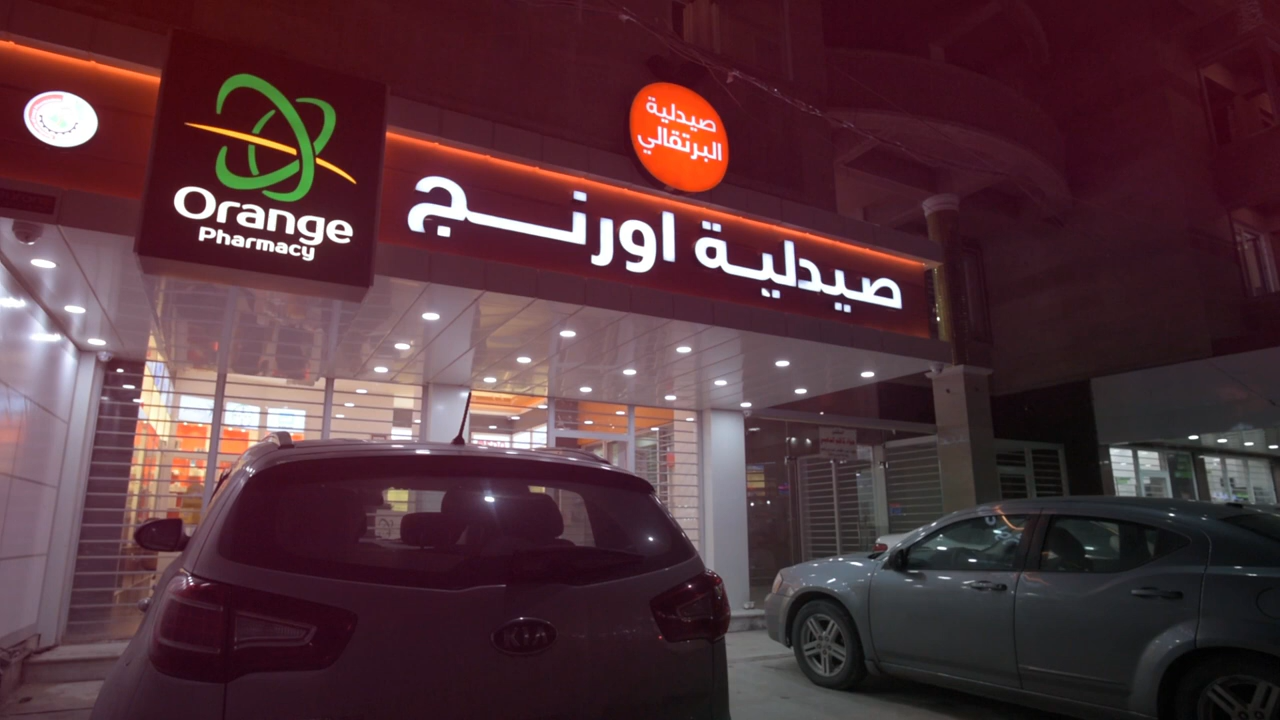 Orange
Pharmacy
صيدلية
البرتقالي
صيدلية اورنج
KIA